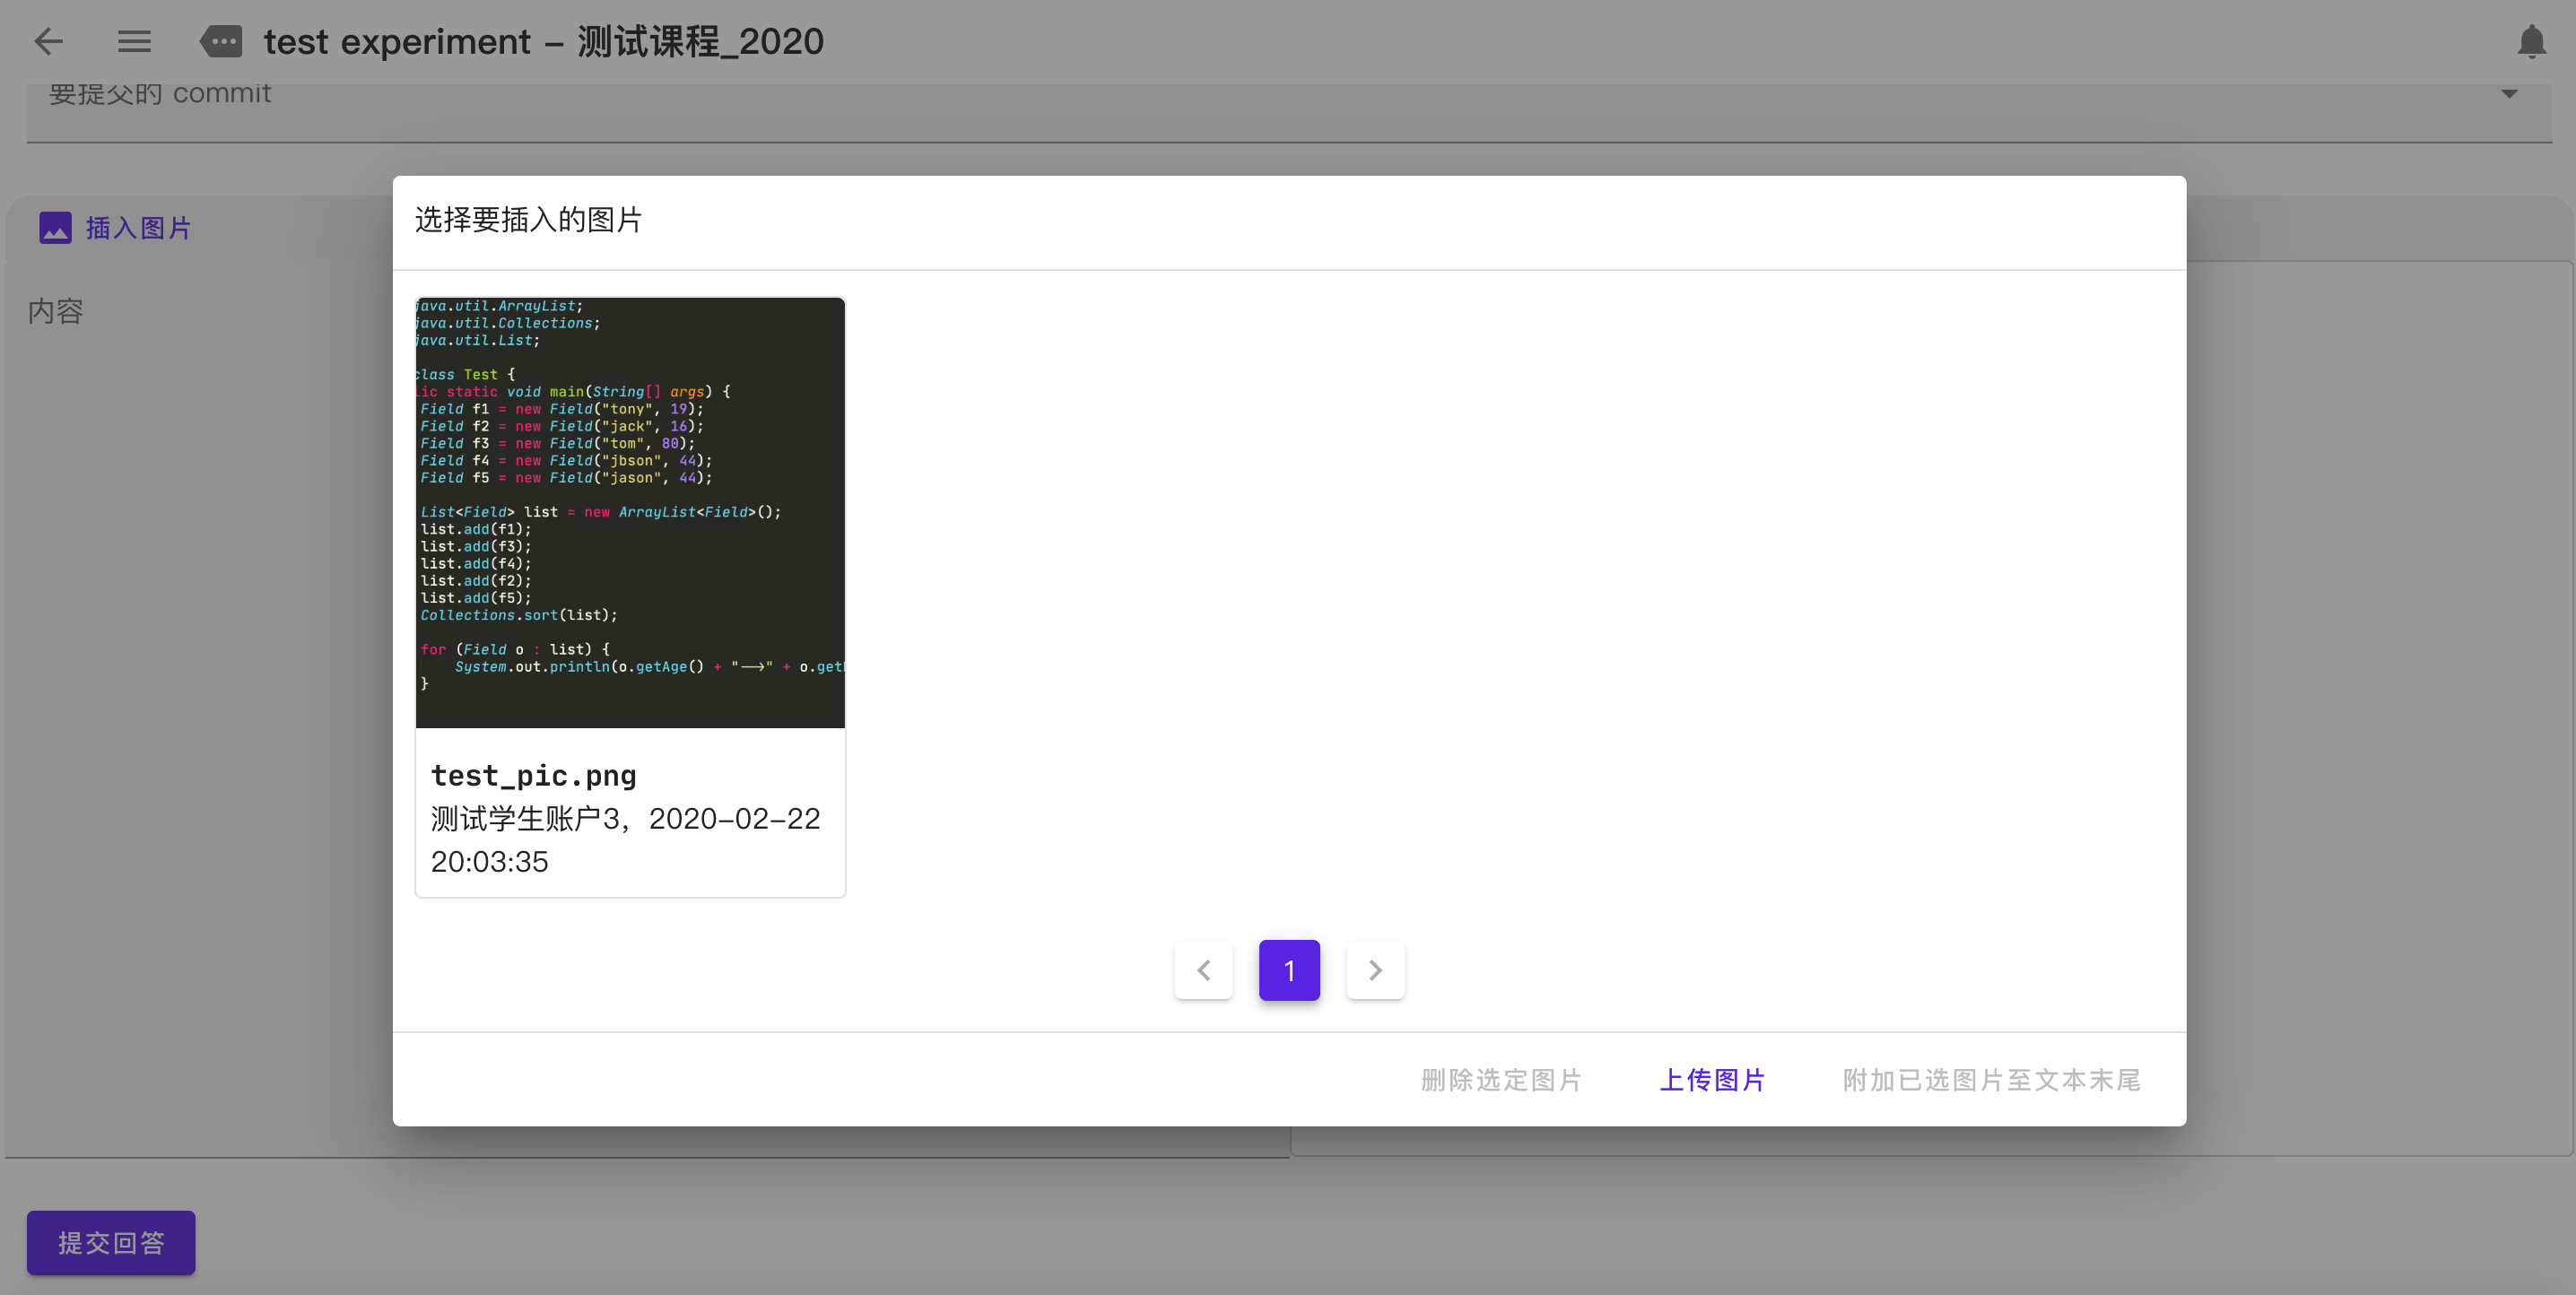 test experiment – 测试课程_2020
要提交的 commit
插入图片
内容
选择要插入的图片
java.util.ArrayList;
java.util.Collections;
java.util.List;
class Test {
lic static void main(String[] args) {
Field f1 = new Field("tony", 19);
Field f2 = new Field("jack", 16);
Field f3 = new Field("tom", 80);
Field f4 = new Field("jbson", 44);
Field f5 = new Field("jason", 44);
List<Field> list = new ArrayList<Field>();
list.add(f1);
list.add(f3);
list.add(f4);
list.add(f2);
list.add(f5);
Collections.sort(list);
for (Field o : list) {
System.out.println(o.getAge() + "-->" + o.get
}
test_pic.png
测试学生账户3，2020-02-22
20:03:35
1
删除选定图片
上传图片
附加已选图片至文本末尾
提交回答